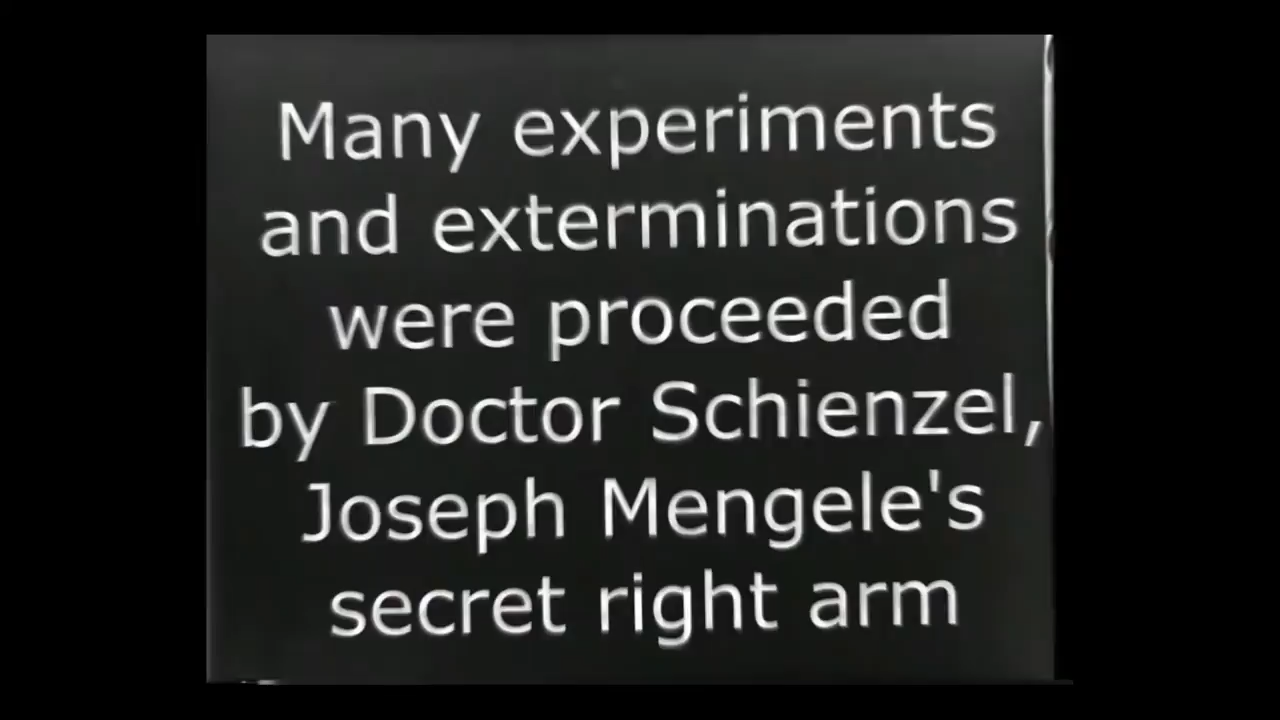 Many experiments
and exterminations
were proceeded
by Doctor Schienzel,
Joseph Mengele's
secret right arm